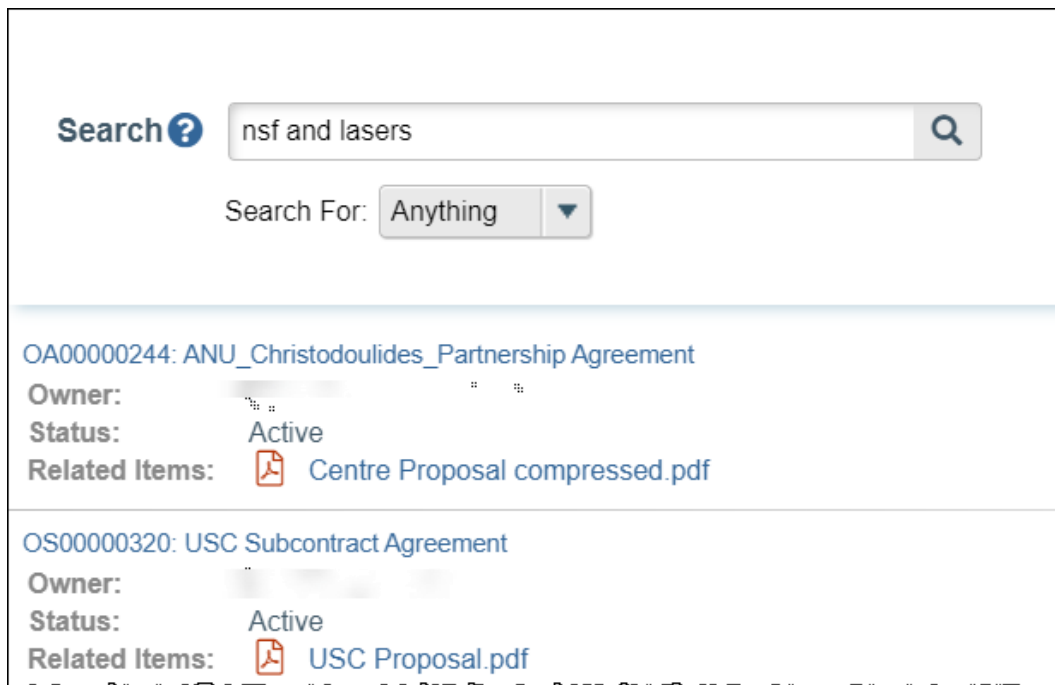 Search ?
nsf and lasers
Search For: Anything
OA00000244: ANU_Christodoulides_Partnership Agreement
Owner:
Status: Active
Related Items: Centre Proposal compressed.pdf
OS00000320: USC Subcontract Agreement
Owner:
Status: Active
Related Items: USC Proposal.pdf